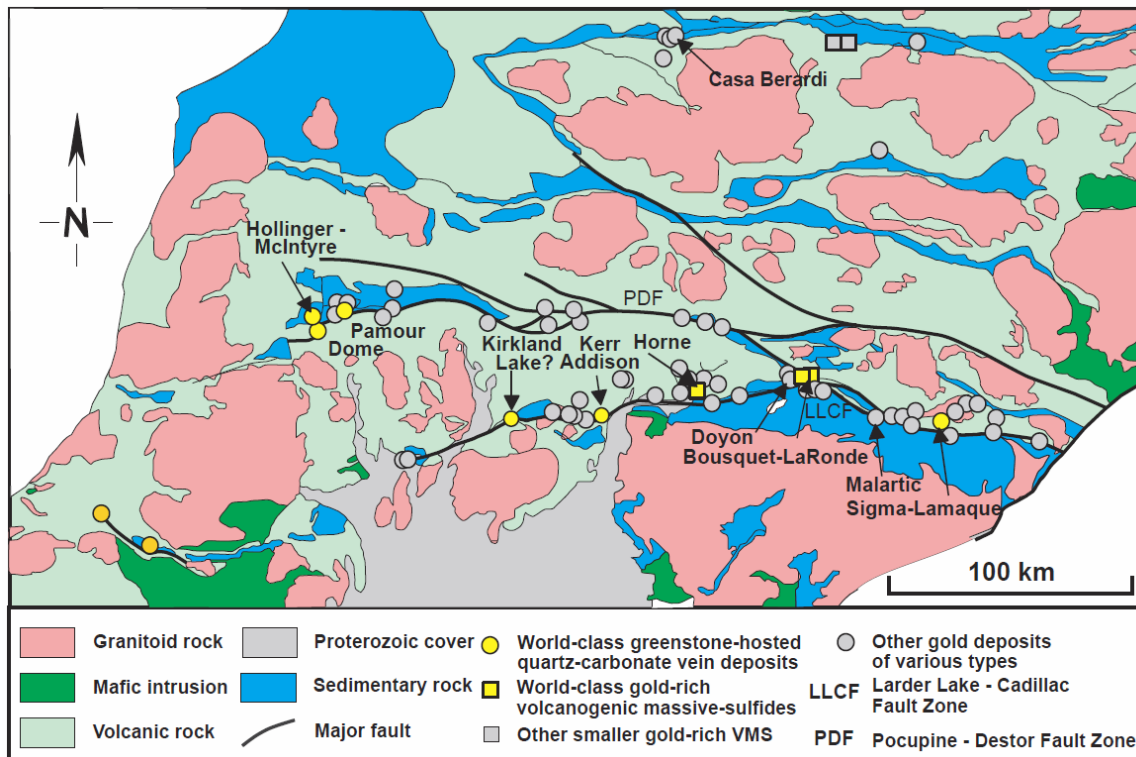 Casa Berardi
N
Hollinger -
McIntyre
PDF
Pamour
Dome
Kirkland
Lake?
Kerr
Addison
Horne
LLCF
Doyon
Bousquet-LaRonde
Malartic
Sigma-Lamaque
100 km
Granitoid rock
Mafic intrusion
Volcanic rock
Proterozoic cover
Sedimentary rock
Major fault
World-class greenstone-hosted
quartz-carbonate vein deposits
World-class gold-rich
volcanogenic massive-sulfides
Other smaller gold-rich VMS
Other gold deposits
of various types
LLCF Larder Lake - Cadillac
Fault Zone
PDF Pocupine - Destor Fault Zone